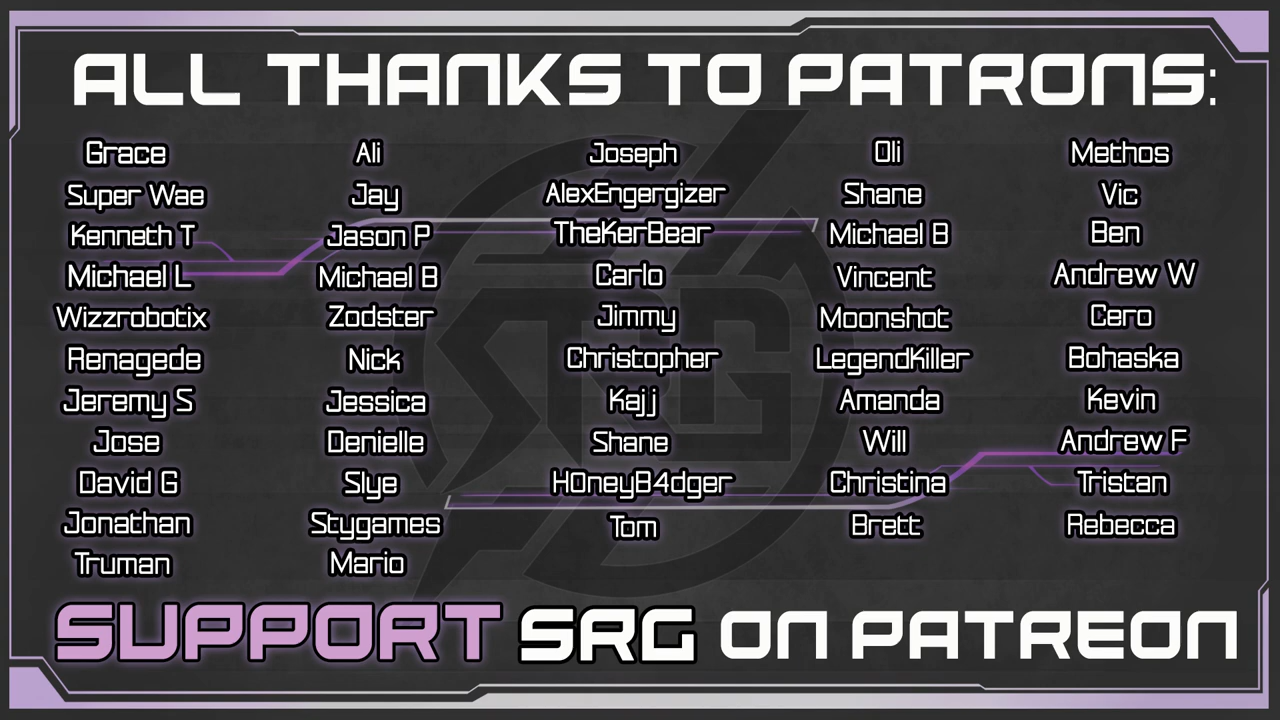 ALL THANKS TO PATRONS:
Grace Ali Joseph Oli Methos
Super Wae Jay AlexEngergizer Shane Vic
Kenneth T Jason P TheKerBear Michael B Ben
Michael L Michael B Carlo Vincent Andrew W
Wizzrobotix Zodster Jimmy Moonshot Cero
Renagede Nick Christopher LegendKiller Bohaska
Jeremy S Jessica Kajj Amanda Kevin
Jose Denielle Shane Will Andrew F
David G Slye H0neyB4dger Christina Tristan
Jonathan Stygames Tom Brett Rebecca
Truman Mario
SUPPORT SRG ON PATREON